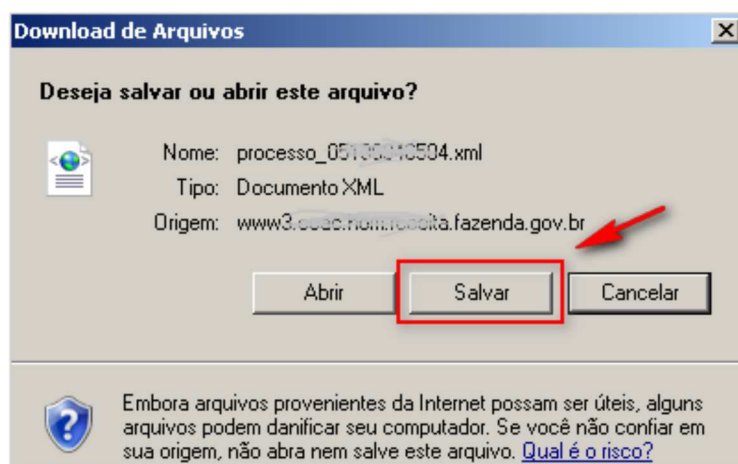 Download de Arquivos
Deseja salvar ou abrir este arquivo?
Nome:
Tipo: Documento XML
Origem:
Abrir Salvar Cancelar
Embora arquivos provenientes da Internet possam ser úteis, alguns
arquivos podem danificar seu computador. Se você não confiar em
sua origem, não abra nem salve este arquivo. Qual é o risco?